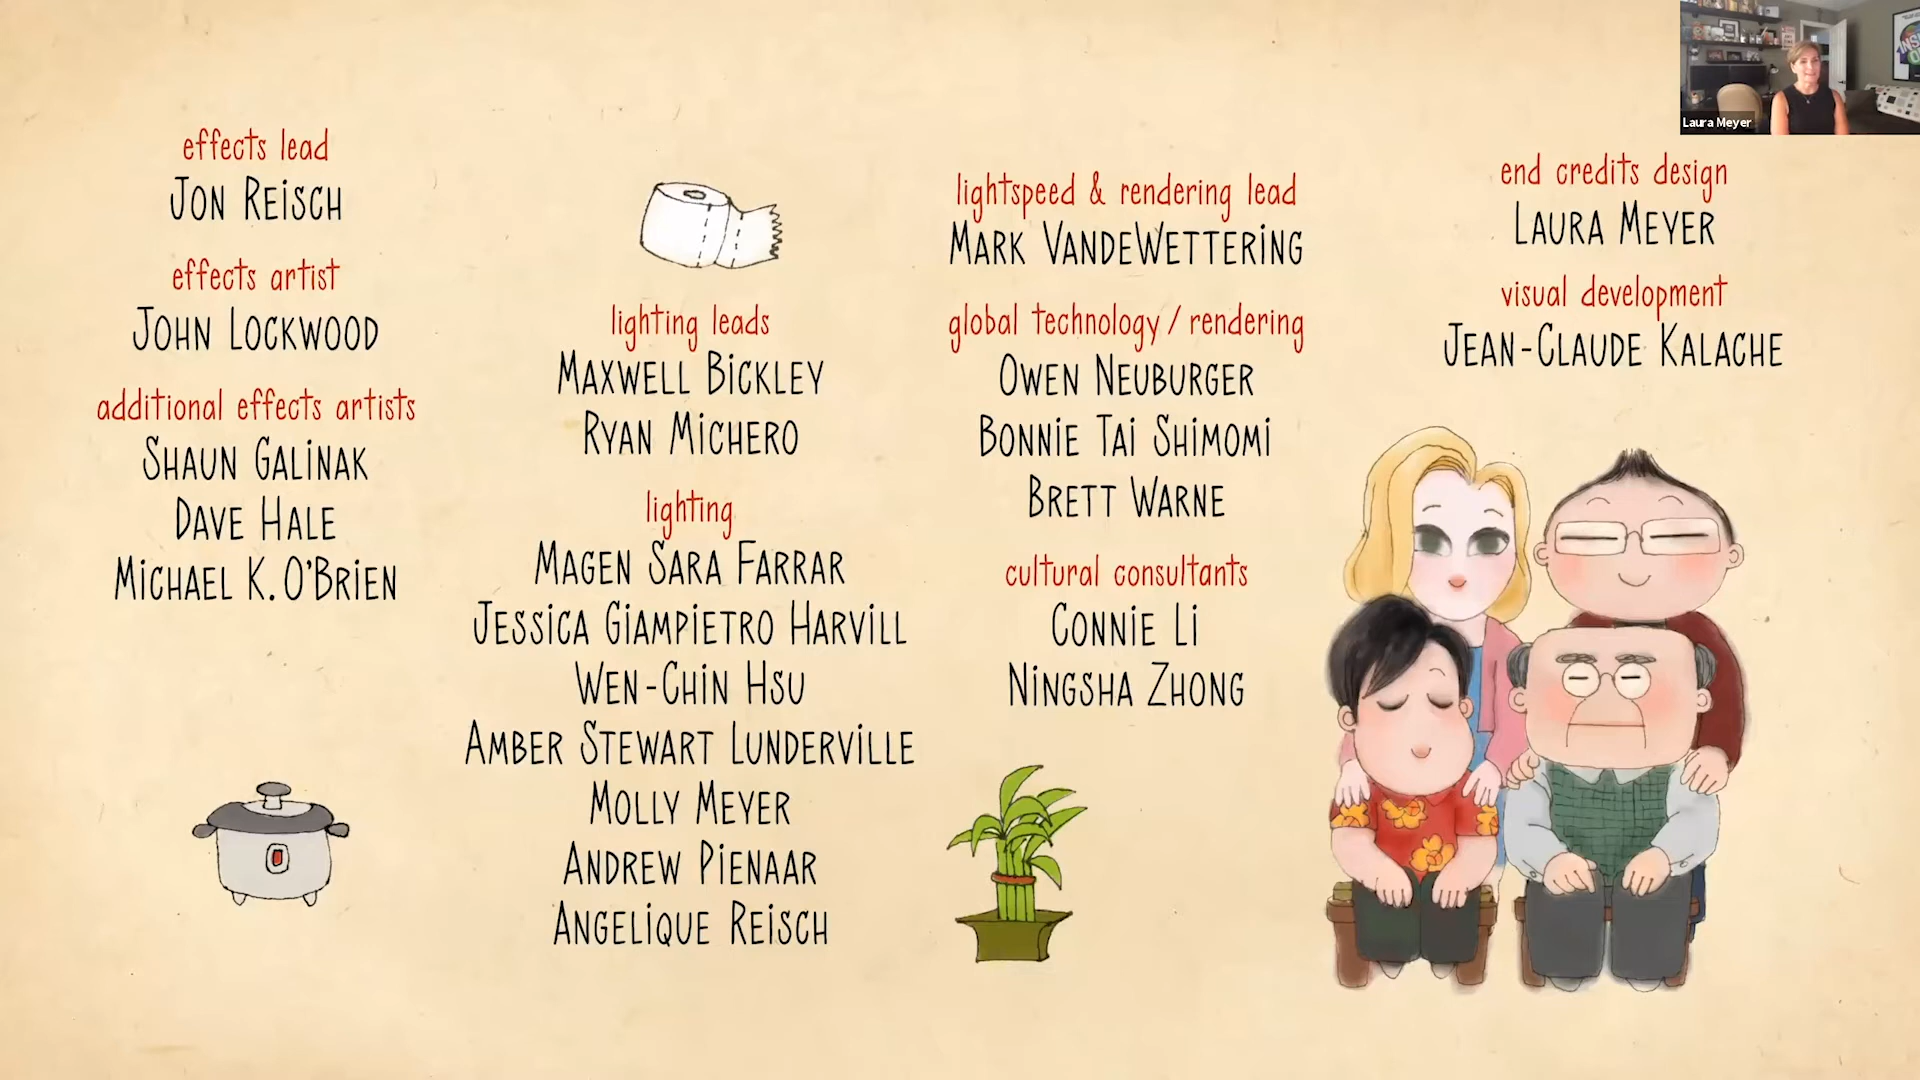 effects lead
JON REISCH
effects artist
JOHN LOCKWOOD
additional effects artists
SHAUN GALINAK
DAVE HALE
MICHAEL K. O'BRIEN
lighting leads
MAXWELL BICKLEY
RYAN MICHERO
lighting
MAGEN SARA FARRAR
JESSICA GIAMPIETRO HARVILL
WEN-CHIN HSU
AMBER STEWART LUNDERVILLE
MOLLY MEYER
ANDREW PIENAAR
ANGELIQUE REISCH
lightspeed & rendering lead
MARK VANDEWETTERING
global technology / rendering
OWEN NEUBURGER
BONNIE TAI SHIMOMI
BRETT WARNE
cultural consultants
CONNIE LI
NINGSHA ZHONG
end credits design
LAURA MEYER
visual development
JEAN-CLAUDE KALACHE
Laura Meyer